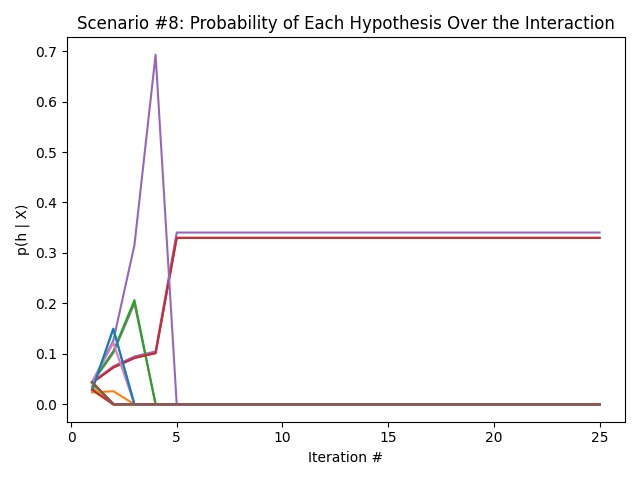 Scenario #8: Probability of Each Hypothesis Over the Interaction
0.7
0.6
0.5
0.4
0.3
0.2
0.1
0.0
p(h | X)
0 5 10 15 20 25
Iteration #